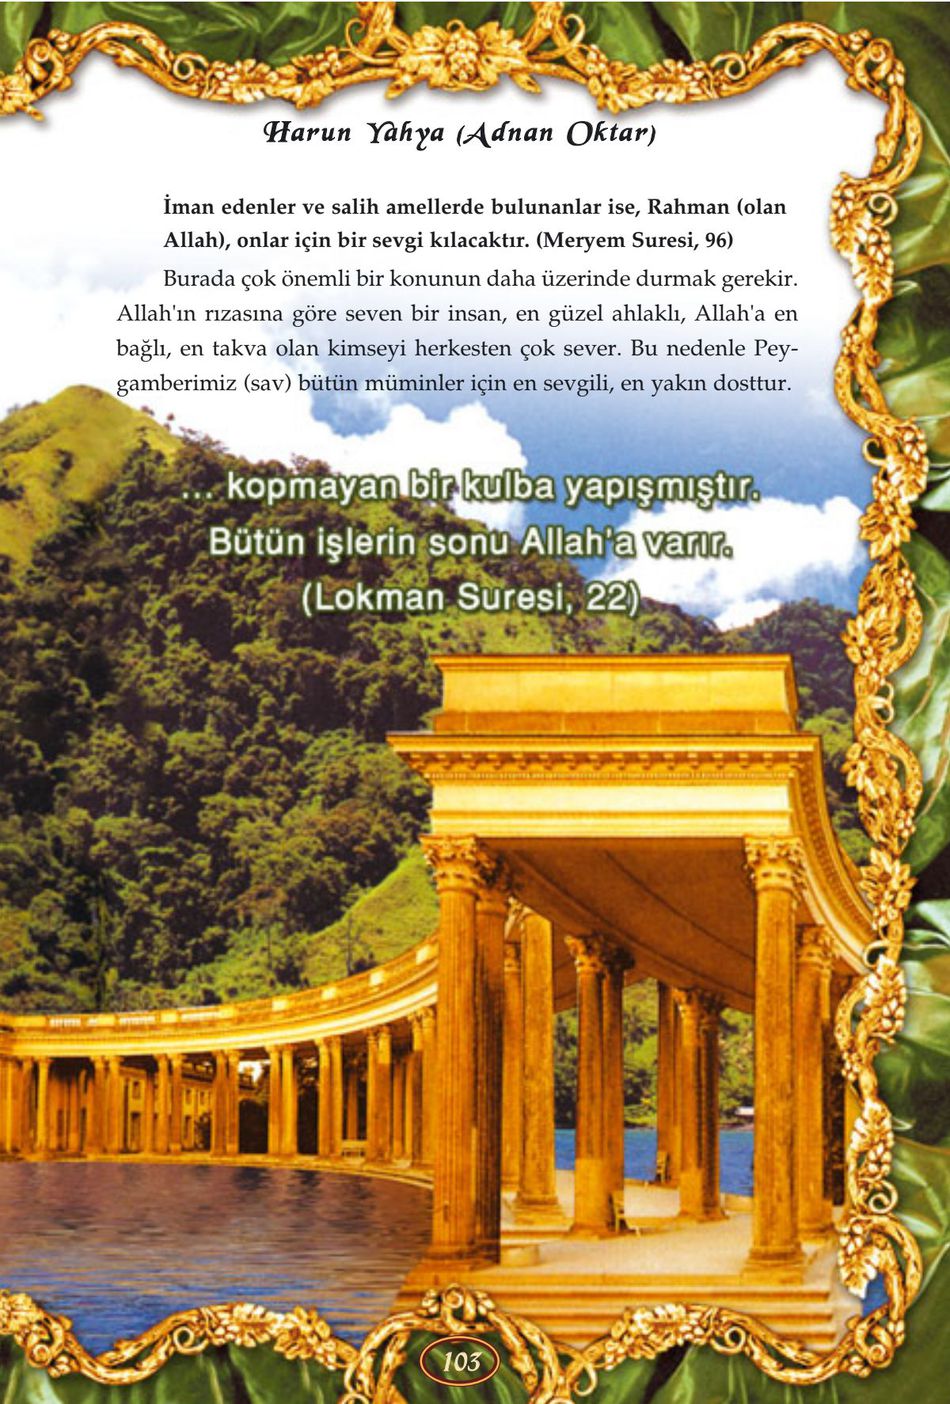 Harun Yahya (Adnan Oktar)
İman edenler ve salih amellerde bulunanlar ise, Rahman (olan
Allah), onlar için bir sevgi kılacaktır. (Meryem Suresi, 96)
Burada çok önemli bir konunun daha üzerinde durmak gerekir.
Allah'ın rızasına göre seven bir insan, en güzel ahlaklı, Allah'a en
bağlı, en takva olan kimseyi herkesten çok sever. Bu nedenle Pey-
gamberimiz (sav) bütün müminler için en sevgili, en yakın dosttur.
... kopmayan bir kulba yapışmıştır.
Bütün işlerin sonu Allah'a varır.
(Lokman Suresi, 22)
103